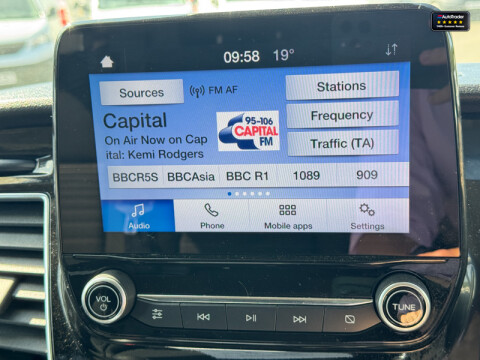 AutoTrader
09:58 19°
Sources
FM AF
Stations
Capital
95-106
CAPITAL
FM
Frequency
On Air Now on Cap
ital: Kemi Rodgers
Traffic (TA)
BBCR5S BBCAsia BBC R1 1089 909
Audio Phone Mobile apps Settings
VOL
TUNE